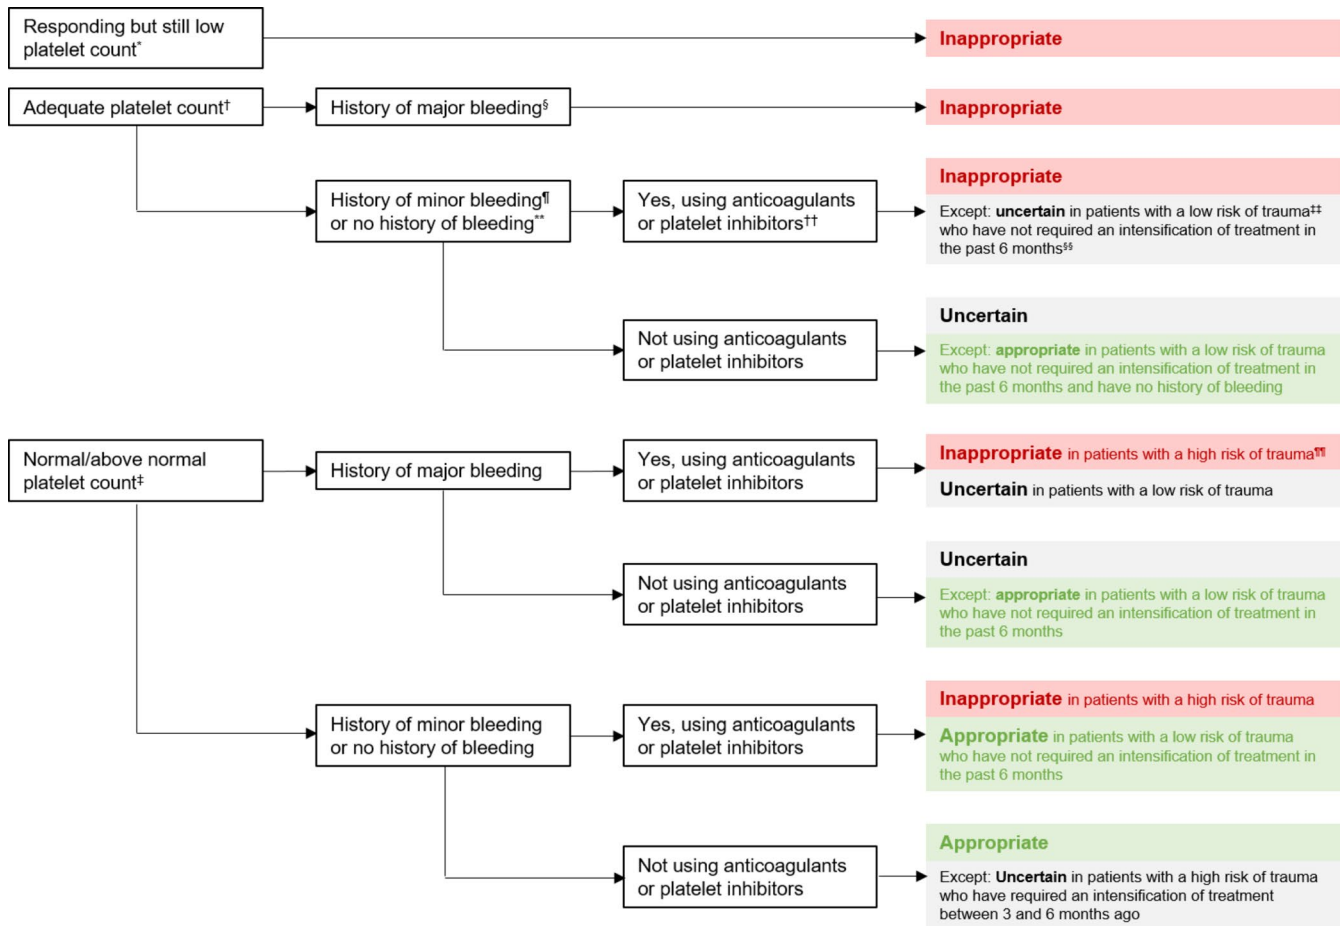 Responding but still low
platelet count*
Inappropriate
Adequate platelet count†
History of major bleeding§
Inappropriate
History of minor bleeding¶
or no history of bleeding**
Yes, using anticoagulants
or platelet inhibitors††
Inappropriate
Except: uncertain in patients with a low risk of trauma‡‡
who have not required an intensification of treatment in
the past 6 months§§
Not using anticoagulants
or platelet inhibitors
Uncertain
Except: appropriate in patients with a low risk of trauma
who have not required an intensification of treatment in
the past 6 months and have no history of bleeding
Normal/above normal
platelet count‡
History of major bleeding
Yes, using anticoagulants
or platelet inhibitors
Inappropriate in patients with a high risk of trauma¶¶
Uncertain in patients with a low risk of trauma
Not using anticoagulants
or platelet inhibitors
Uncertain
Except: appropriate in patients with a low risk of trauma
who have not required an intensification of treatment in
the past 6 months
History of minor bleeding
or no history of bleeding
Yes, using anticoagulants
or platelet inhibitors
Inappropriate in patients with a high risk of trauma
Appropriate in patients with a low risk of trauma
who have not required an intensification of treatment in
the past 6 months
Not using anticoagulants
or platelet inhibitors
Appropriate
Except: Uncertain in patients with a high risk of trauma
who have required an intensification of treatment
between 3 and 6 months ago